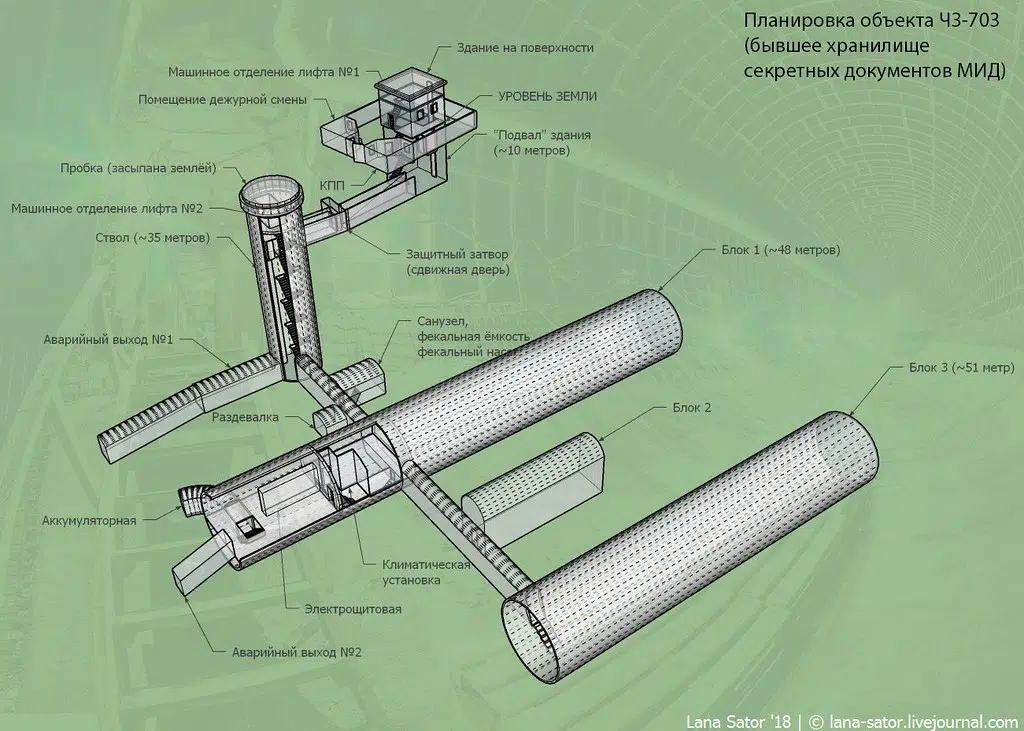 Планировка объекта ЧЗ-703
(бывшее хранилище
секретных документов МИД)
Здание на поверхности
Машинное отделение лифта №1
Помещение дежурной смены
УРОВЕНЬ ЗЕМЛИ
"Подвал" здания
(~10 метров)
Пробка (засыпана землёй)
КПП
Машинное отделение лифта №2
Ствол (~35 метров)
Защитный затвор
(сдвижная дверь)
Блок 1 (~48 метров)
Санузел,
фекальная ёмкость
фекальный
Аварийный выход №1
Блок 3 (~51 метр)
Раздевалка
Блок 2
Аккумуляторная
Климатическая
установка
Электрощитовая
Аварийный выход №2
Lana Sator '18 | © lana-sator.livejournal.com